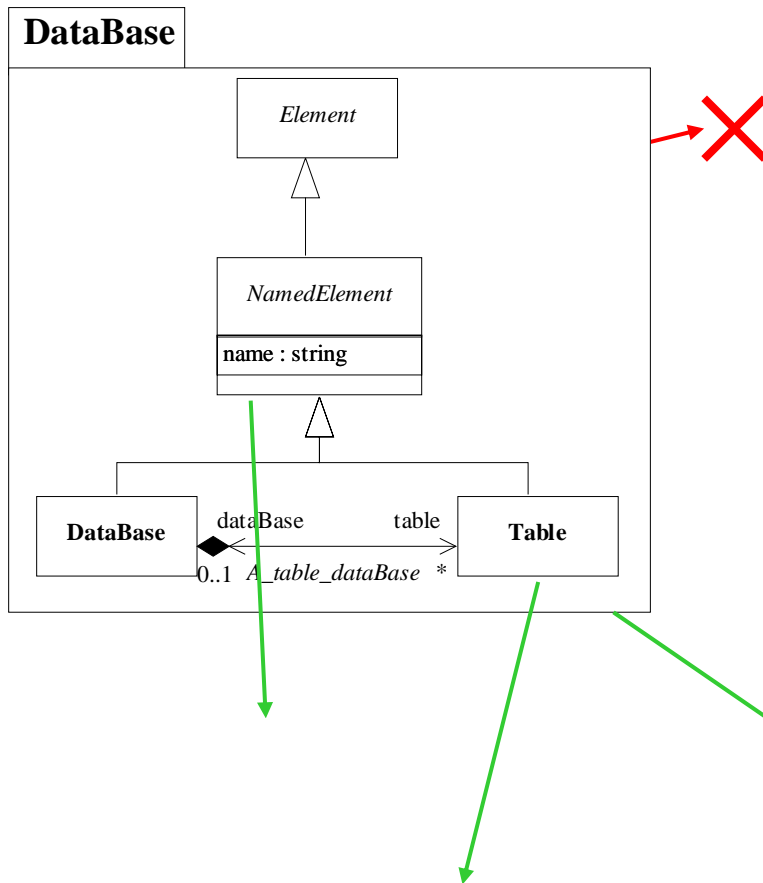 DataBase
Element
NamedElement
name : string
DataBase
dataBase
table
Table
0..1
A_table_dataBase
*